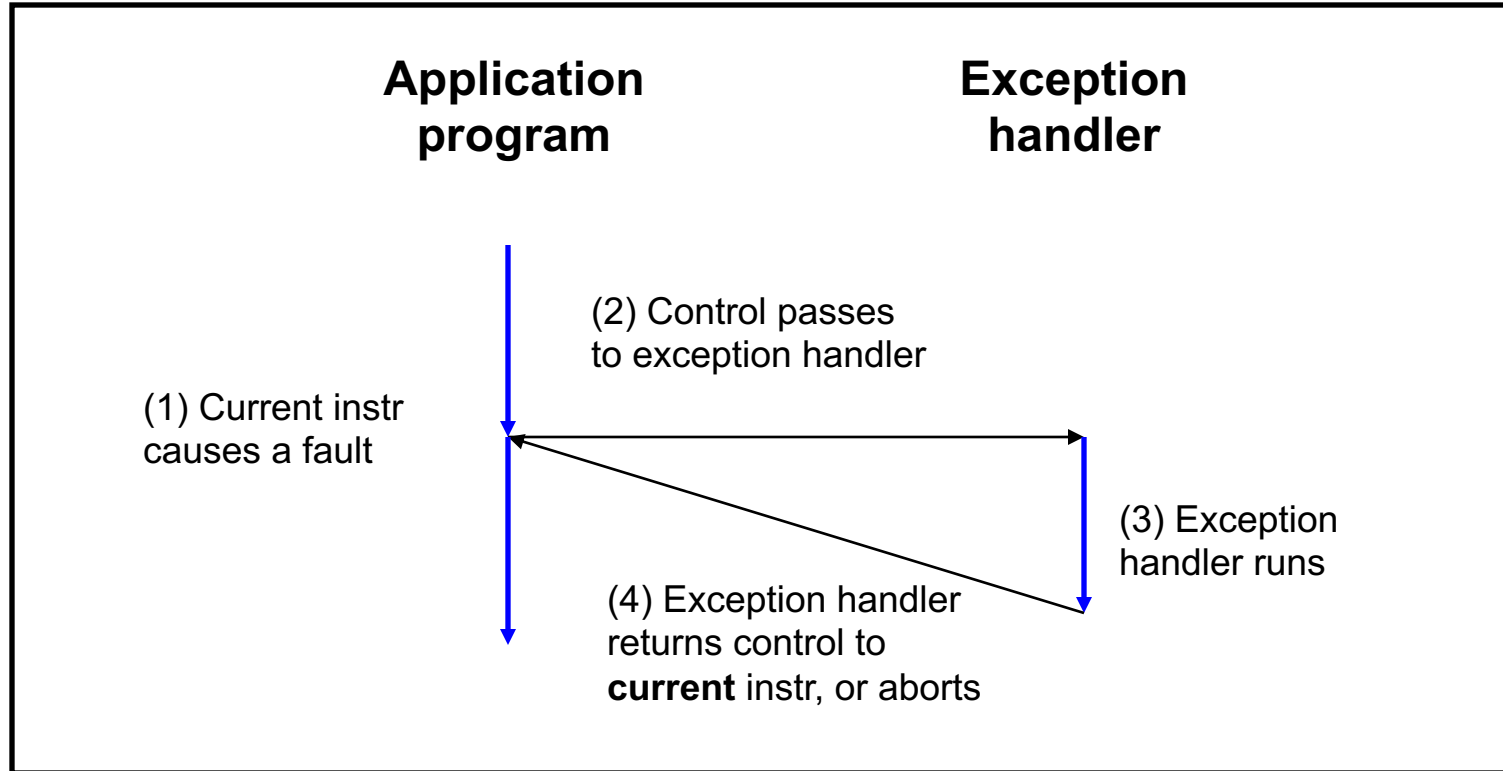 Application
program
Exception
handler
(2) Control passes
to exception handler
(1) Current instr
causes a fault
(3) Exception
handler runs
(4) Exception handler
returns control to
current instr, or aborts